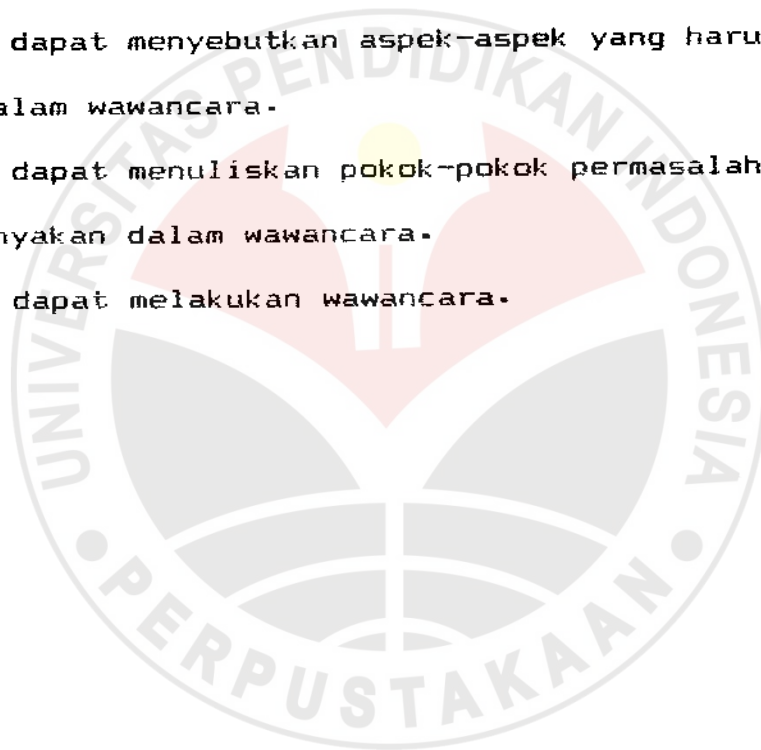 dapat menyebutkan aspek-aspek yang haru
alam wawancara.
dapat menuliskan pokok-pokok permasalah
nyakan dalam wawancara.
dapat melakukan wawancara.
UNIVERSITAS PENDIDIKAN INDONESIA
PERPUSTAKAAN